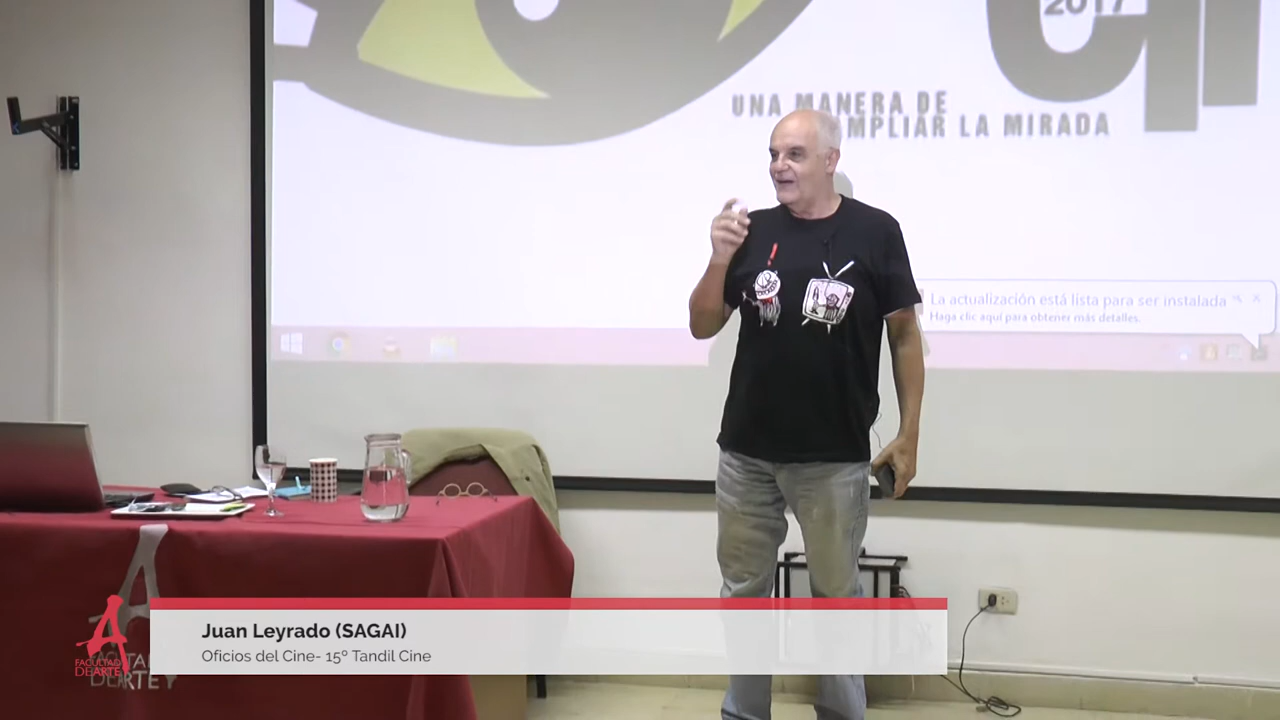 2017
UNA MANERA DE
AMPLIAR LA MIRADA
La actualización está lista para ser instalada
Haga clic aquí para obtener más detalles.
Juan Leyrado (SAGAI)
Oficios del Cine- 15º Tandil Cine
FACULTAD
DE ARTE